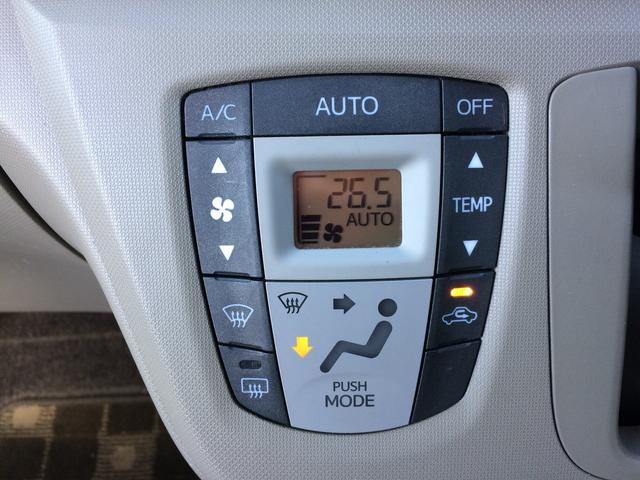 A/C AUTO OFF
26.5
AUTO
TEMP
PUSH
MODE